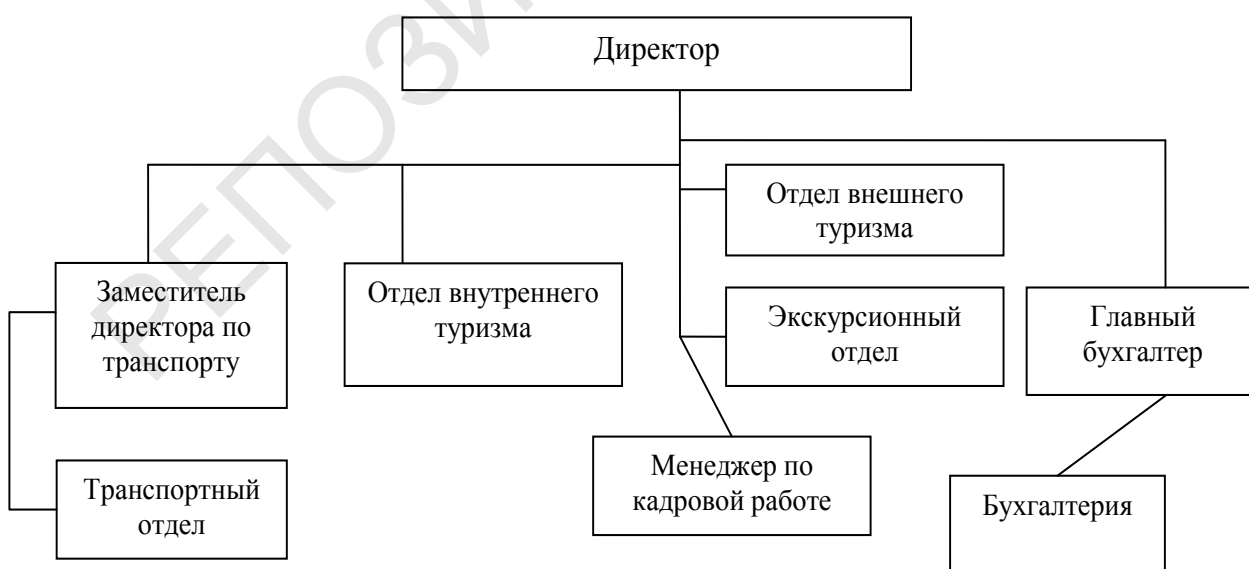 РЕПОЗИ
Директор
Отдел внешнего
туризма
Заместитель
директора по
транспорту
Отдел внутреннего
туризма
Экскурсионный
отдел
Главный
бухгалтер
Транспортный
отдел
Менеджер по
кадровой работе
Бухгалтерия